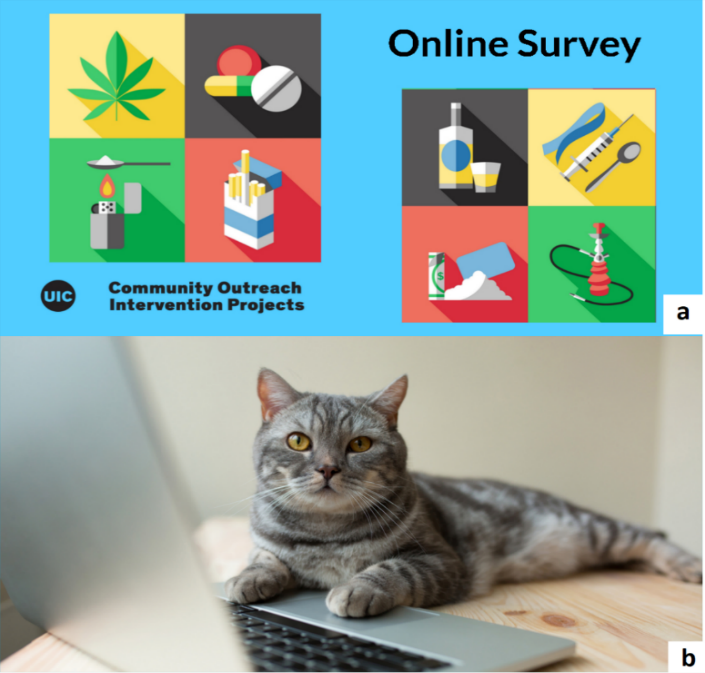 Online Survey
UIC
Community Outreach
Intervention Projects
$
a
b